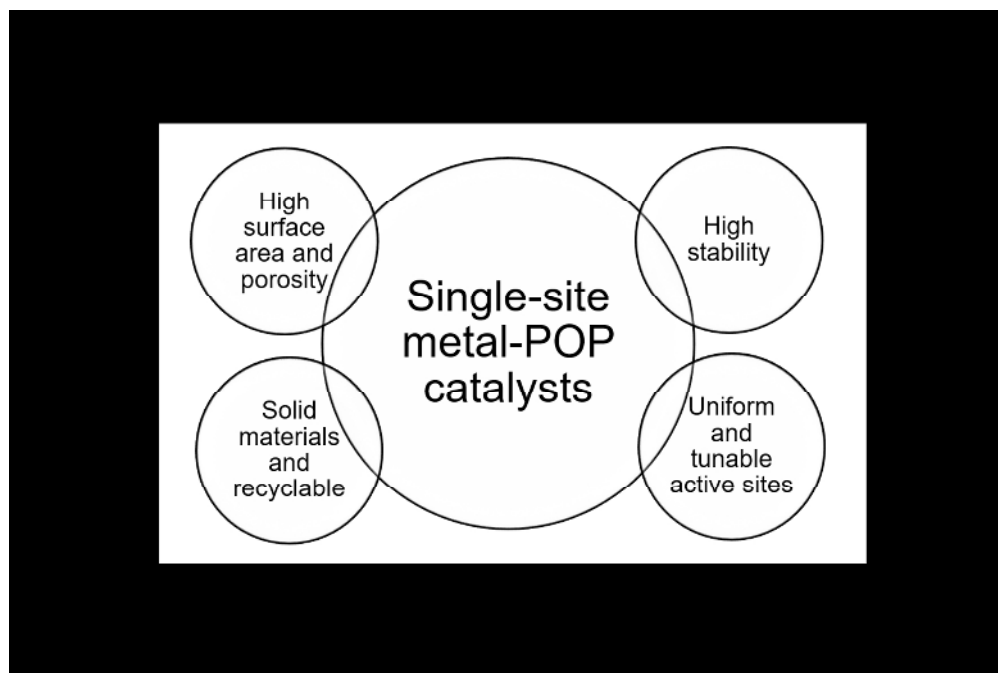 High
surface
area and
porosity
High
stability
Single-site
metal-POP
catalysts
Solid
materials
and
recyclable
Uniform
and
tunable
active sites